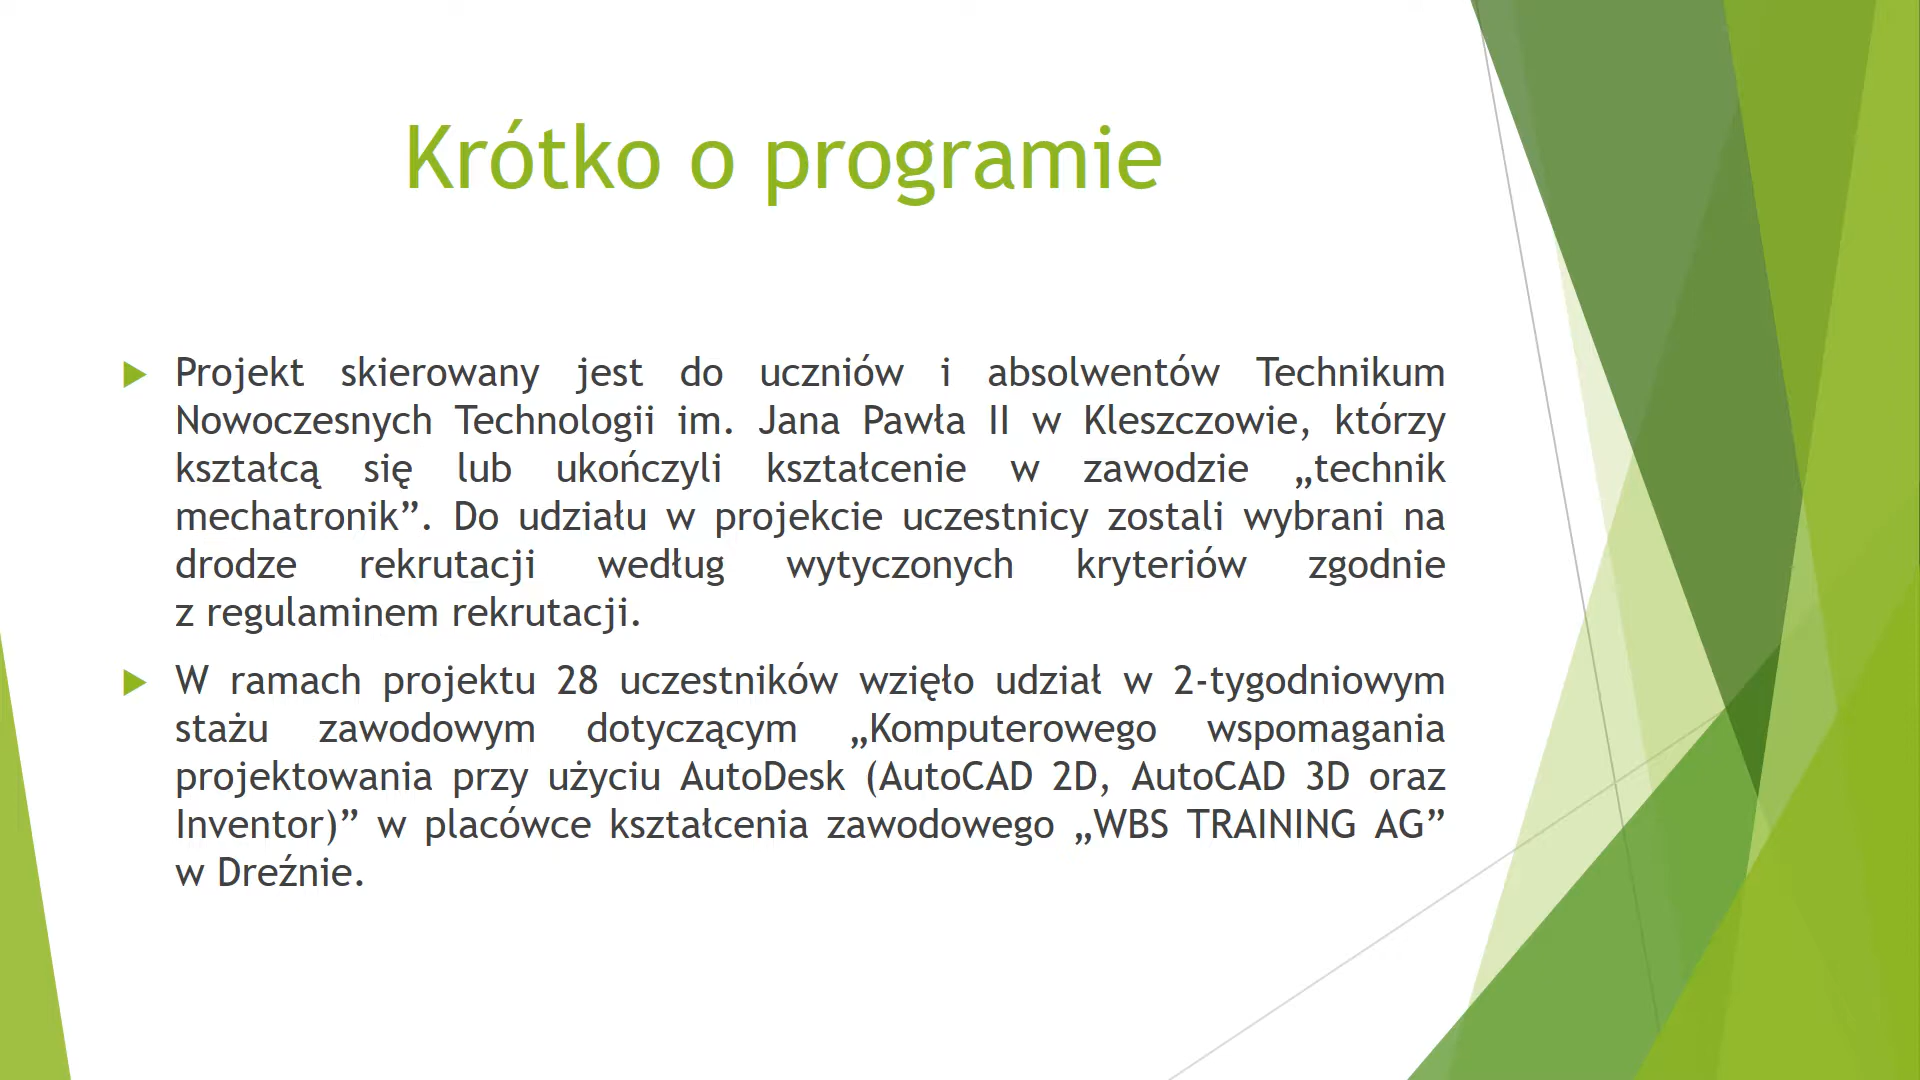 Krótko o programie
Projekt skierowany jest do uczniów i absolwentów Technikum
Nowoczesnych Technologii im. Jana Pawła II w Kleszczowie, którzy
kształcą się lub ukończyli kształcenie w zawodzie „technik
mechatronik”. Do udziału w projekcie uczestnicy zostali wybrani na
drodze rekrutacji według wytyczonych kryteriów zgodnie
z regulaminem rekrutacji.
W ramach projektu 28 uczestników wzięło udział w 2-tygodniowym
stażu zawodowym dotyczącym „Komputerowego wspomagania
projektowania przy użyciu AutoDesk (AutoCAD 2D, AutoCAD 3D oraz
Inventor)” w placówce kształcenia zawodowego „WBS TRAINING AG”
w Dreźnie.